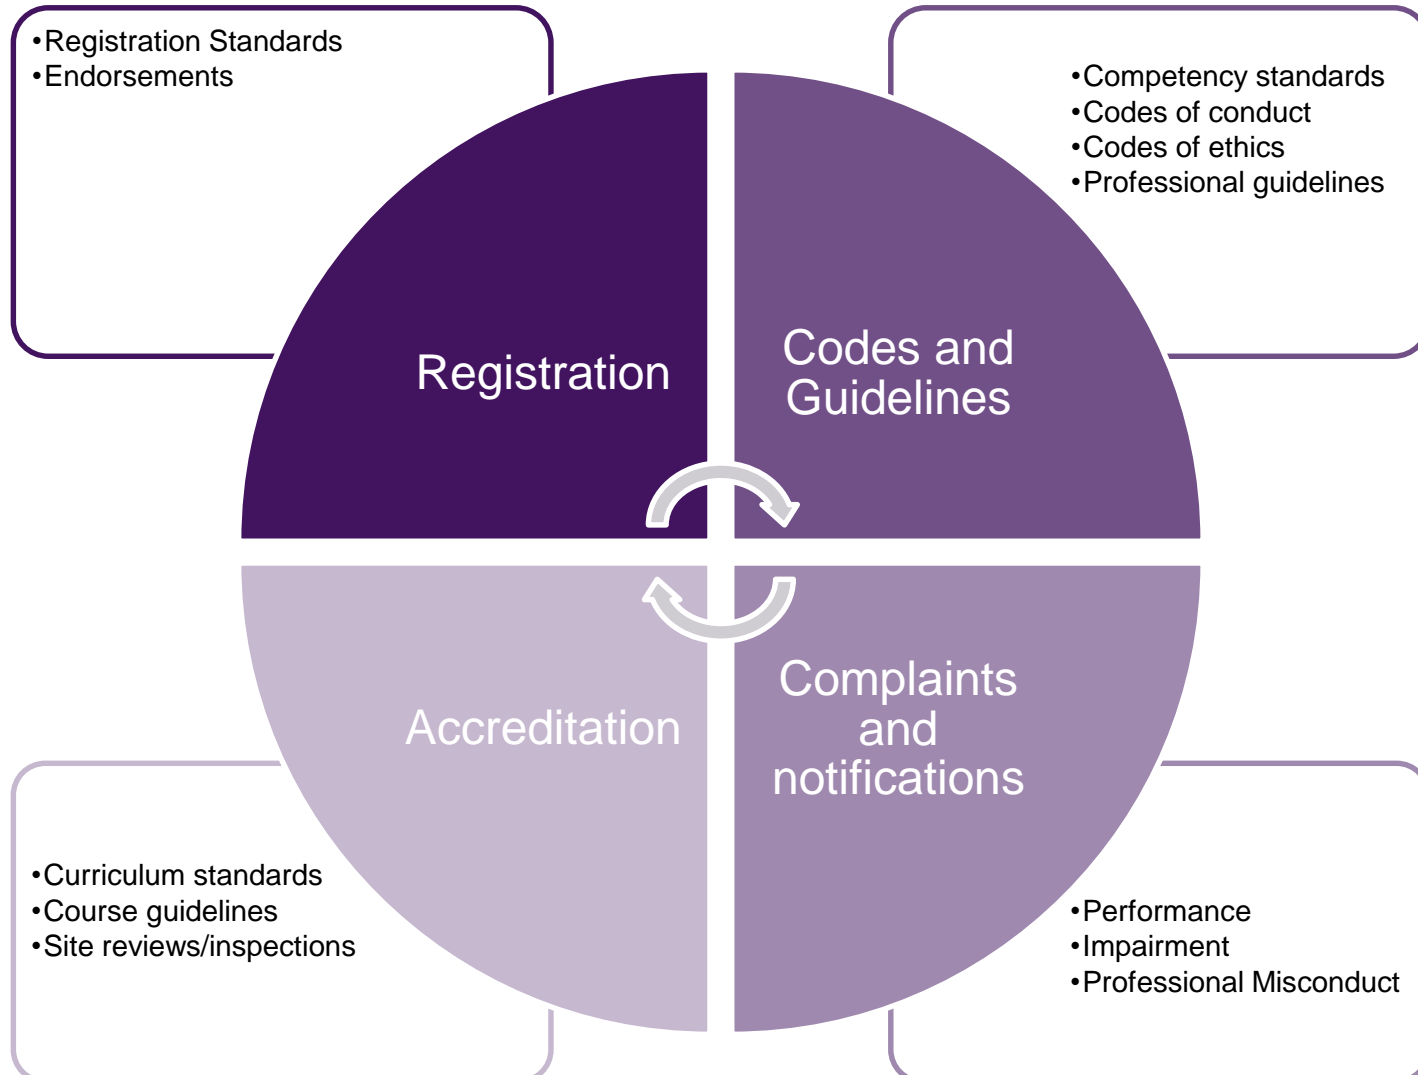 •Registration Standards
•Endorsements
•Competency standards
•Codes of conduct
•Codes of ethics
•Professional guidelines
Registration
Codes and
Guidelines
Accreditation
Complaints
and
notifications
•Curriculum standards
•Course guidelines
•Site reviews/inspections
•Performance
•Impairment
•Professional Misconduct